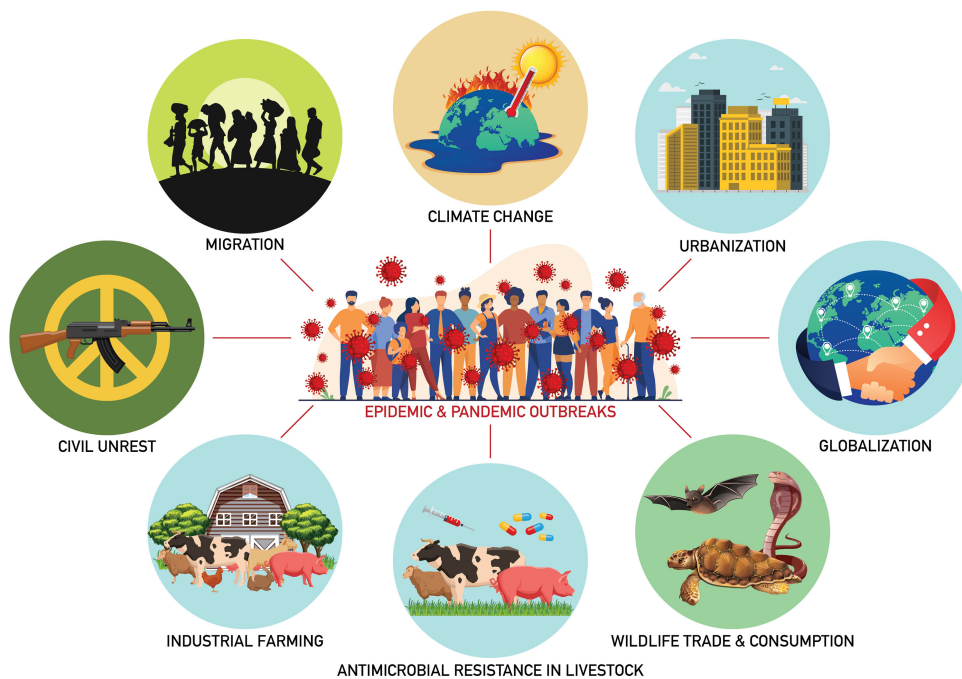 CLIMATE CHANGE
MIGRATION
URBANIZATION
EPIDEMIC & PANDEMIC OUTBREAKS
CIVIL UNREST
GLOBALIZATION
INDUSTRIAL FARMING
WILDLIFE TRADE & CONSUMPTION
ANTIMICROBIAL RESISTANCE IN LIVESTOCK